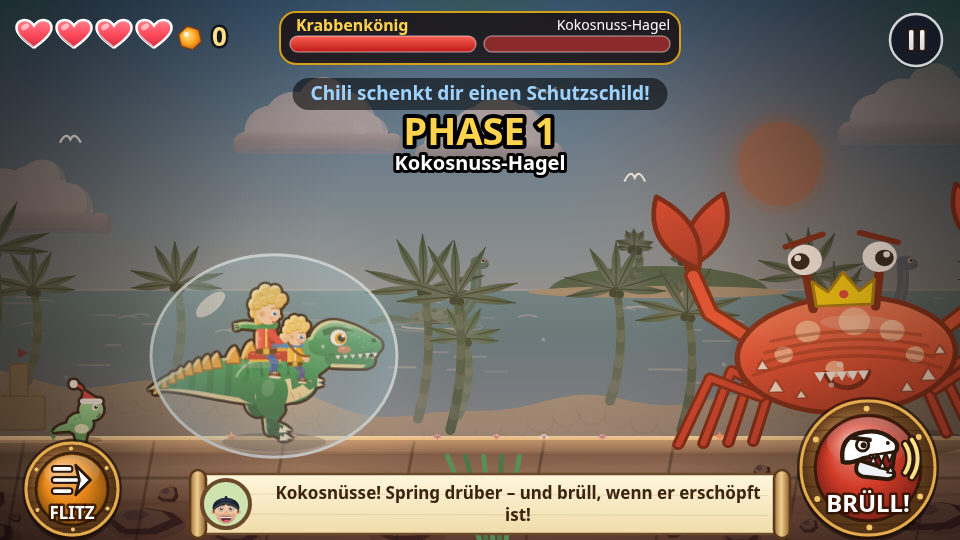 0
Krabbenkönig
Kokosnuss-Hagel
Chili schenkt dir einen Schutzschild!
PHASE 1
Kokosnuss-Hagel
FLITZ
Kokosnüsse! Spring drüber – und brüll, wenn er erschöpft
ist!
BRÜLL!